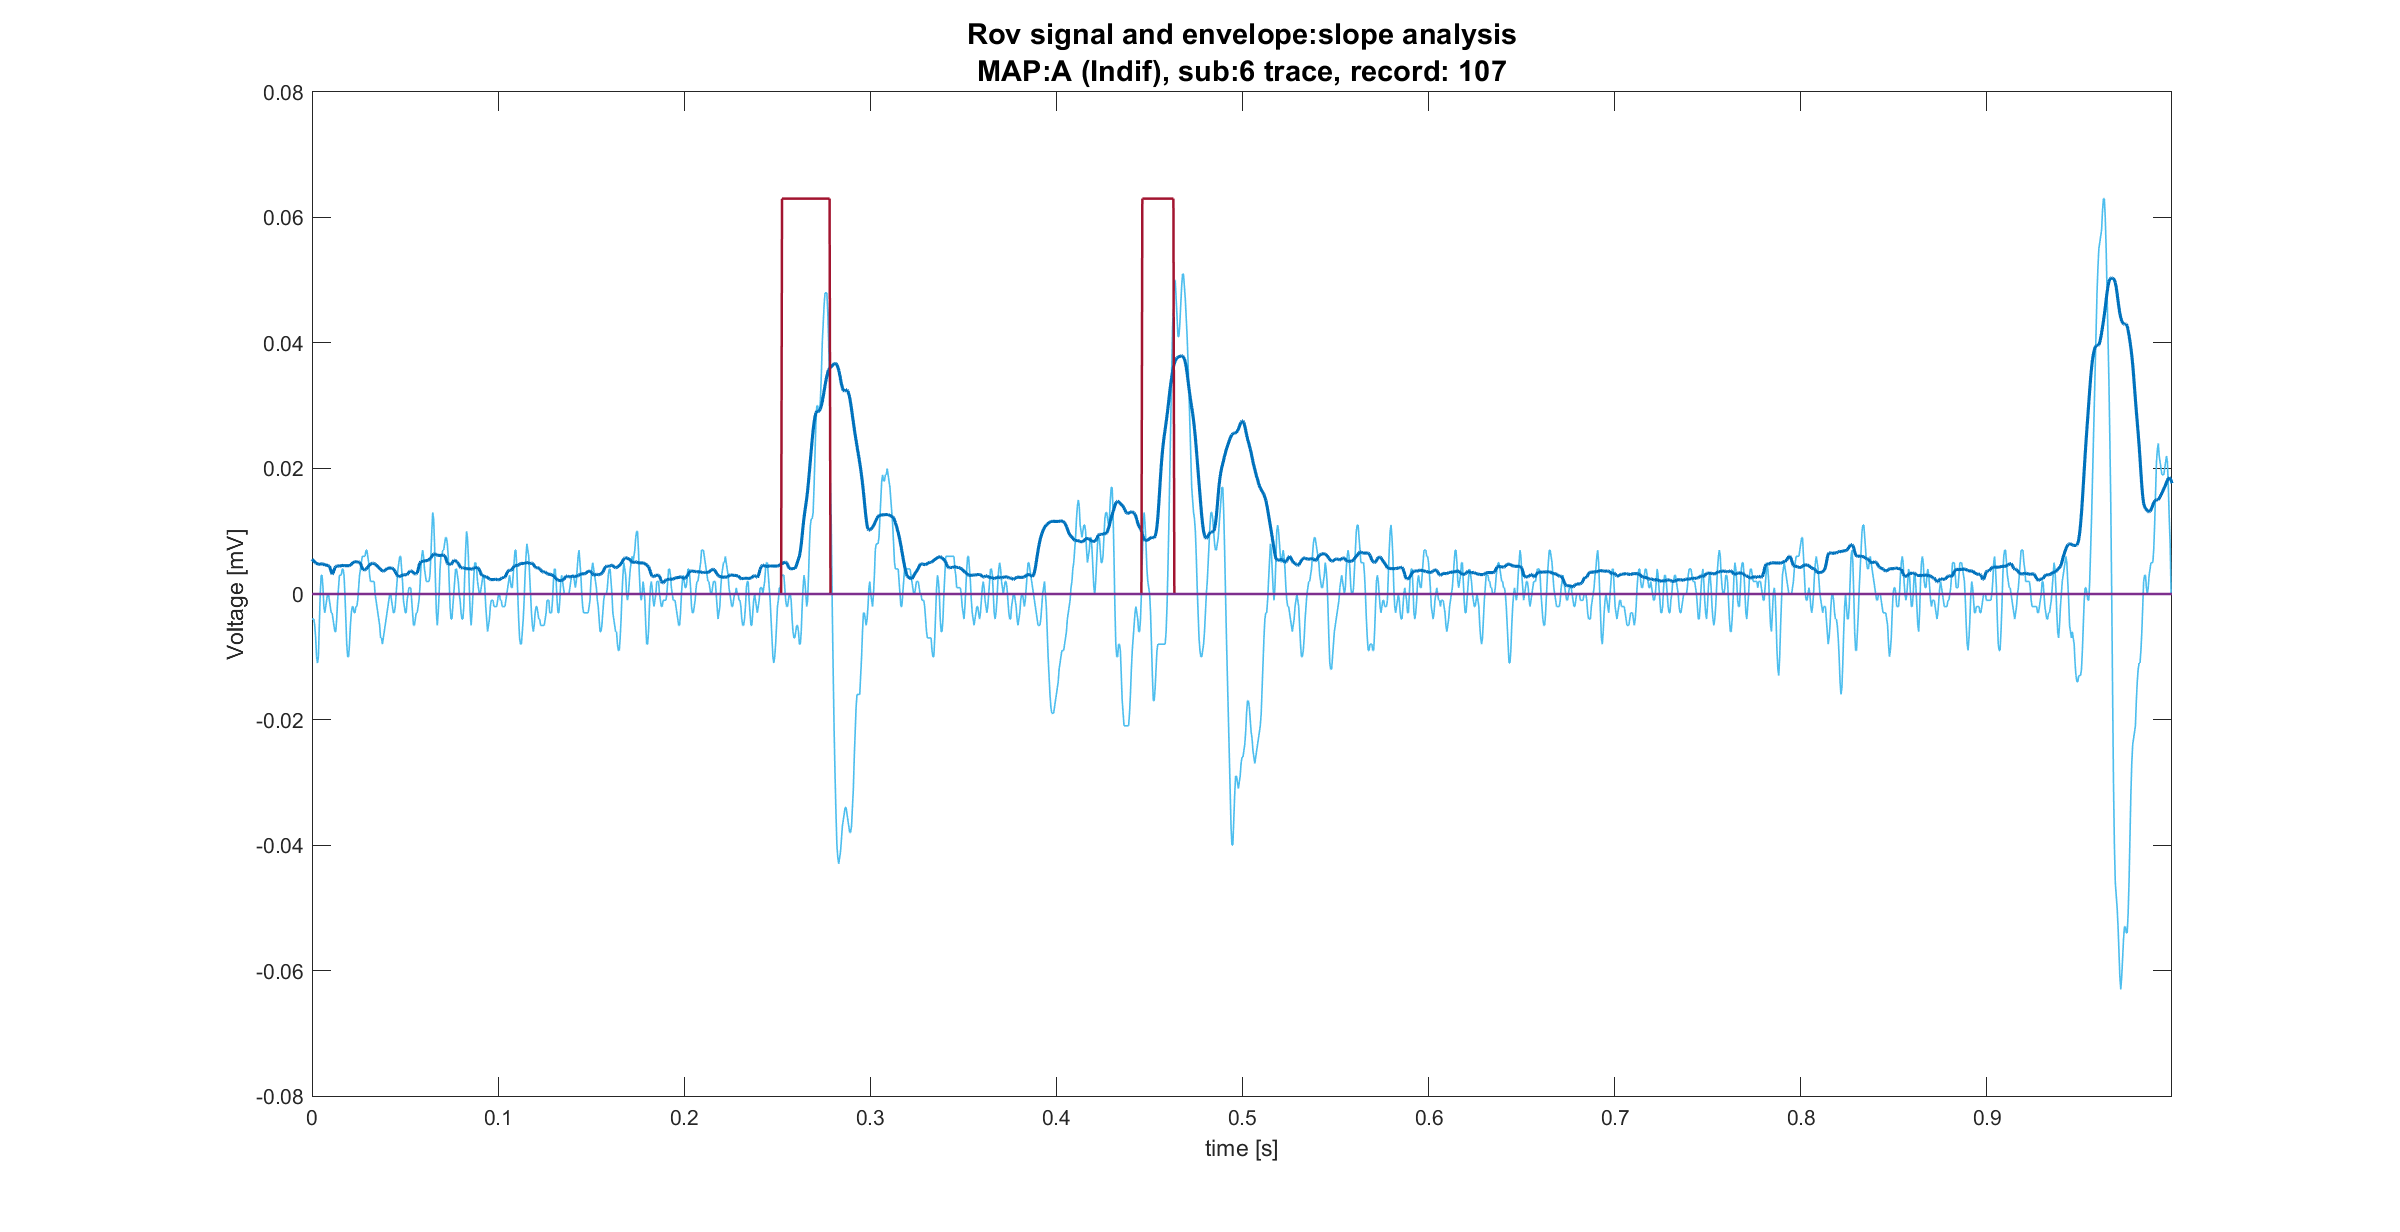 Rov signal and envelope:slope analysis
MAP:A (Indif), sub:6 trace, record: 107
0.08
0.06
0.04
0.02
0
-0.02
-0.04
-0.06
-0.08
Voltage [mV]
0 0.1 0.2 0.3 0.4 0.5 0.6 0.7 0.8 0.9
time [s]